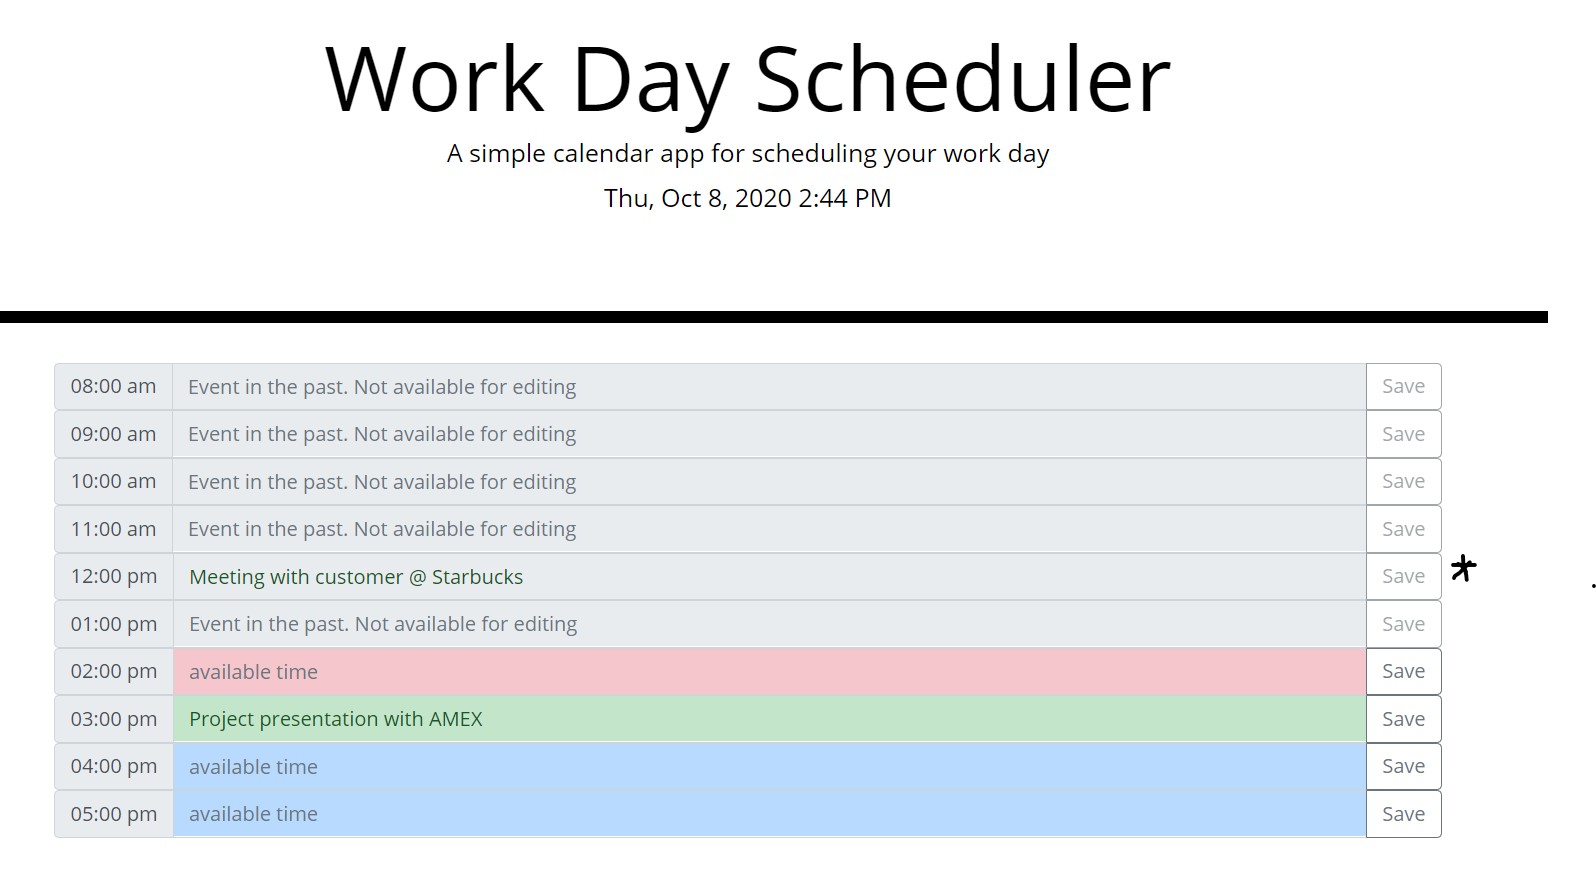 Work Day Scheduler
A simple calendar app for scheduling your work day
Thu, Oct 8, 2020 2:44 PM
08:00 am Event in the past. Not available for editing Save
09:00 am Event in the past. Not available for editing Save
10:00 am Event in the past. Not available for editing Save
11:00 am Event in the past. Not available for editing Save
12:00 pm Meeting with customer @ Starbucks Save *
01:00 pm Event in the past. Not available for editing Save
02:00 pm available time Save
03:00 pm Project presentation with AMEX Save
04:00 pm available time Save
05:00 pm available time Save